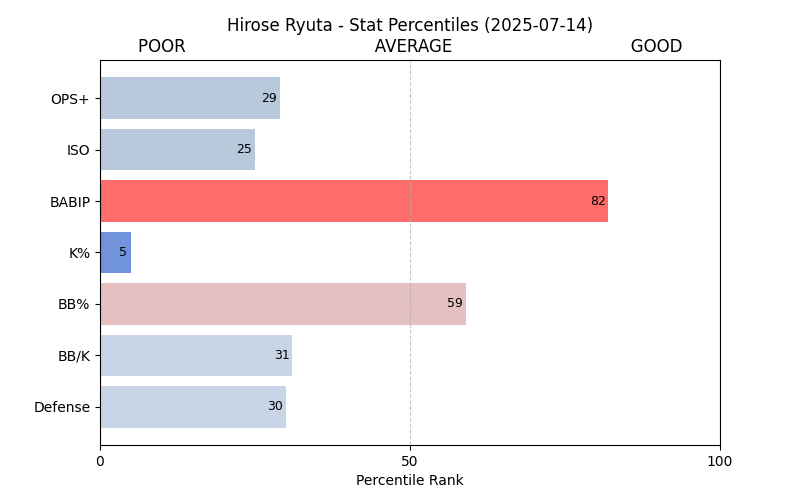 Hirose Ryuta - Stat Percentiles (2025-07-14)
POOR AVERAGE GOOD
OPS+ 29
ISO 25
BABIP 82
K% 5
BB% 59
BB/K 31
Defense 30
0 50 100
Percentile Rank